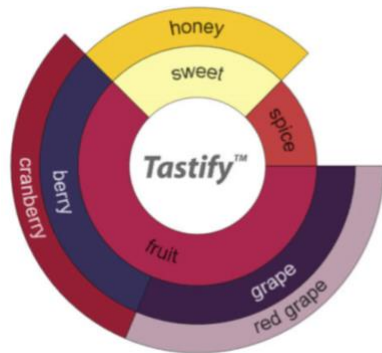 honey
sweet
spice
Tastify™
berry
cranberry
fruit
grape
red grape